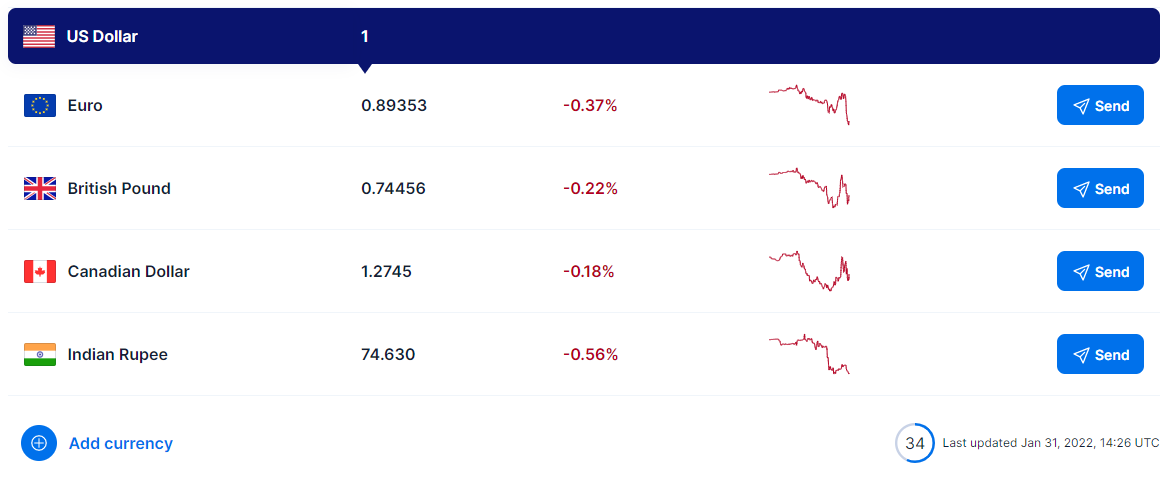 US Dollar 1
Euro 0.89353 -0.37% Send
British Pound 0.74456 -0.22% Send
Canadian Dollar 1.2745 -0.18% Send
Indian Rupee 74.630 -0.56% Send
Add currency 34 Last updated Jan 31, 2022, 14:26 UTC